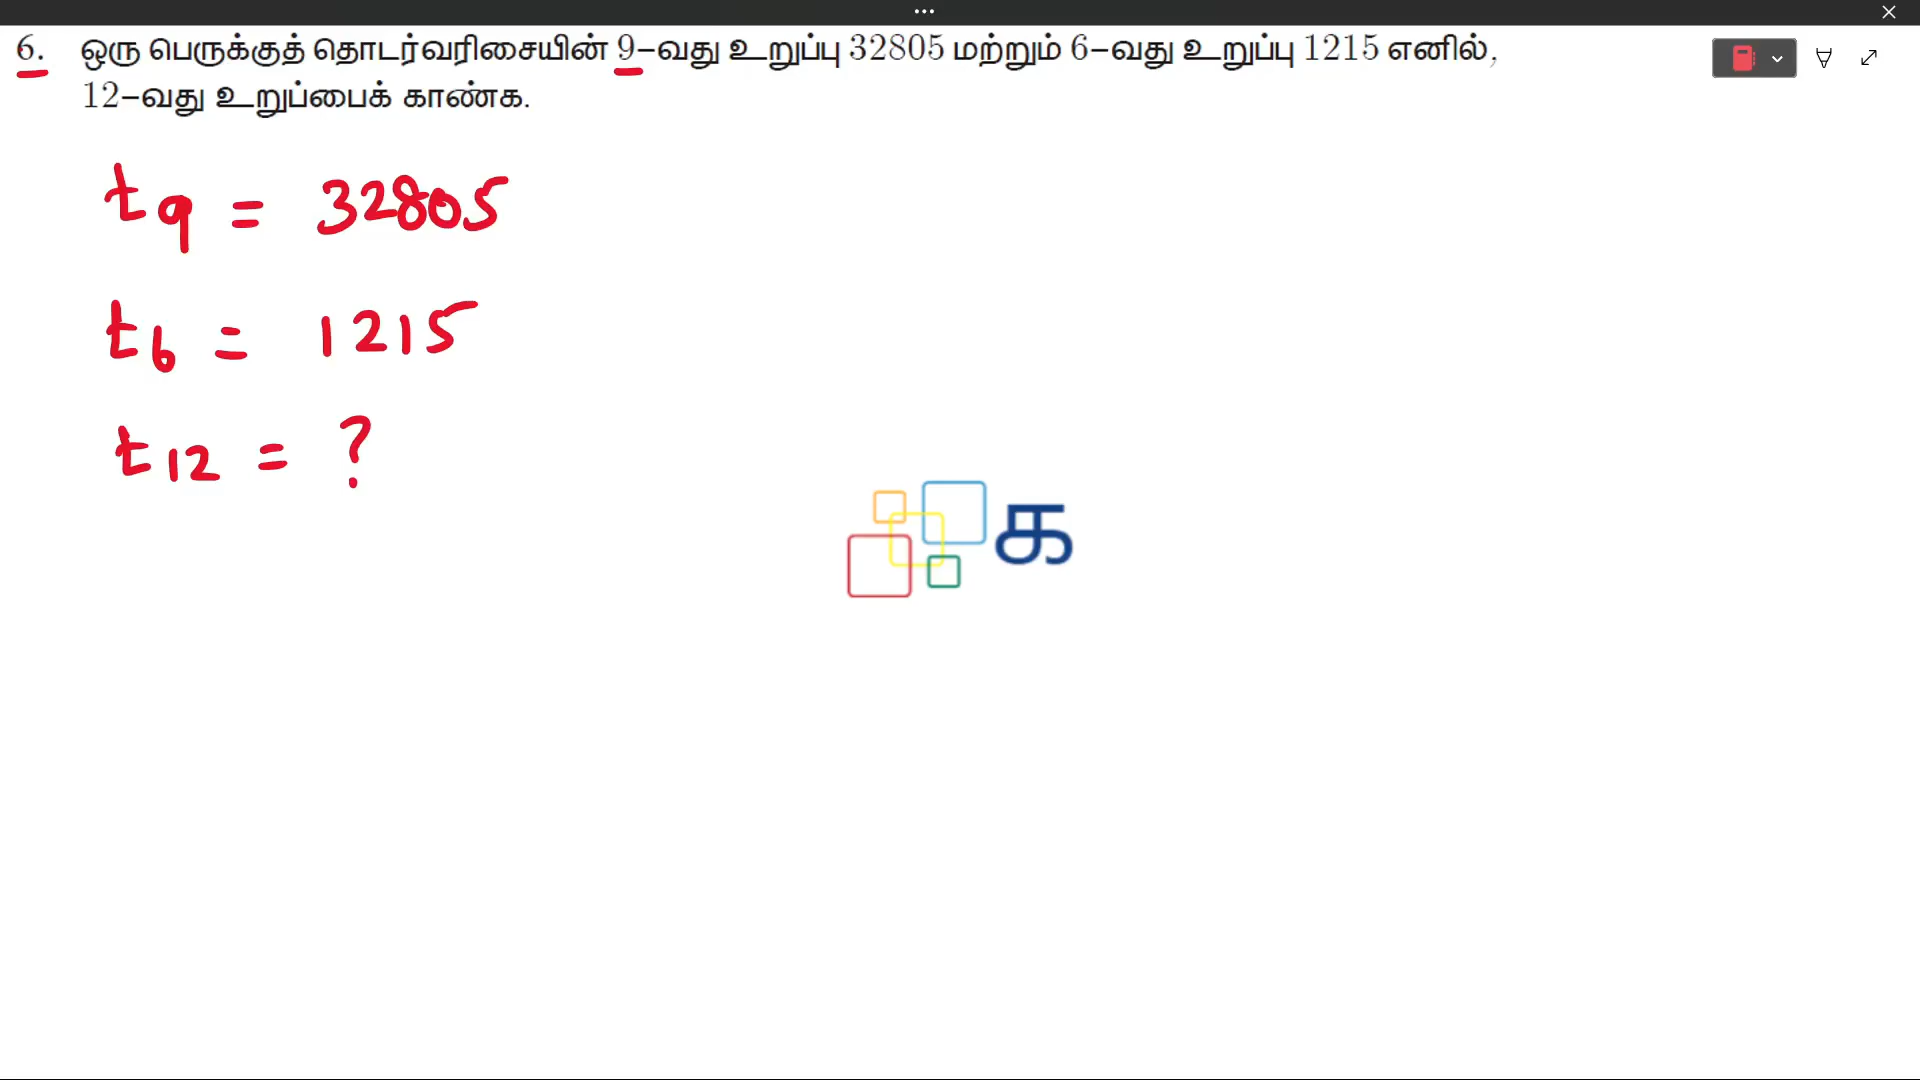 6. ஒரு பெருக்குத் தொடர்வரிசையின் 9–வது உறுப்பு 32805 மற்றும் 6–வது உறுப்பு 1215 எனில்,
12–வது உறுப்பைக் காண்க.
t9 = 32805
t6 = 1215
t12 = ?
க